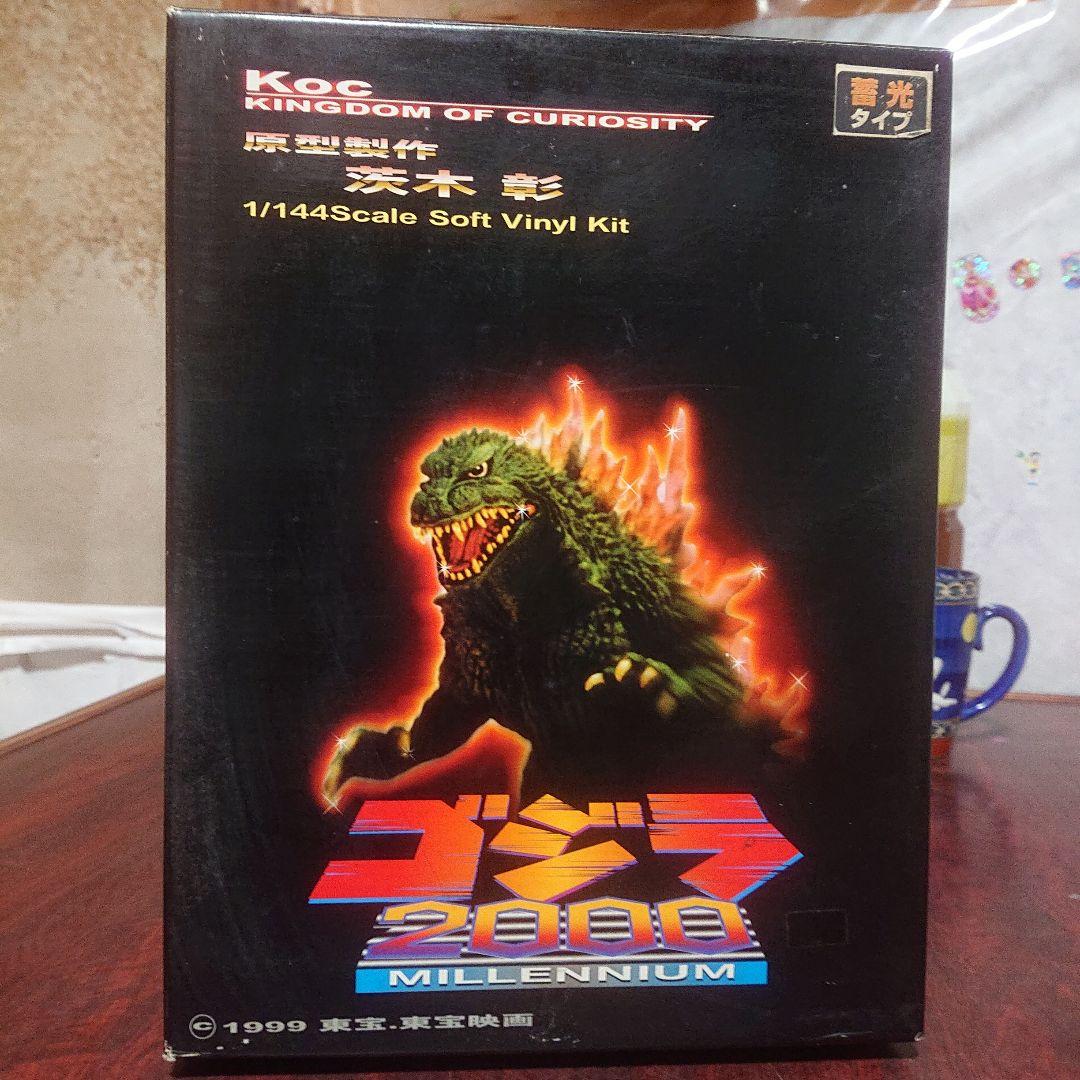 Koc
KINGDOM OF CURIOSITY
蓄光
タイプ
原型製作
茨木 彰
1/144Scale Soft Vinyl Kit
ゴジラ
2000
MILLENNIUM
©1999 東宝.東宝映画